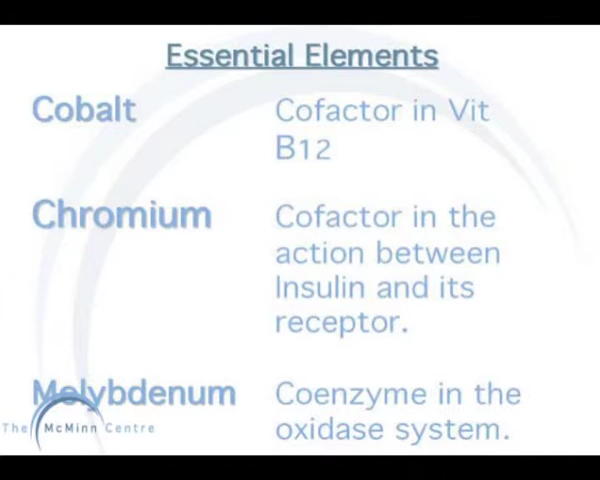 Essential Elements
Cobalt Cofactor in Vit
B12
Chromium Cofactor in the
action between
Insulin and its
receptor.
Molybdenum Coenzyme in the
oxidase system.
The McMinn Centre